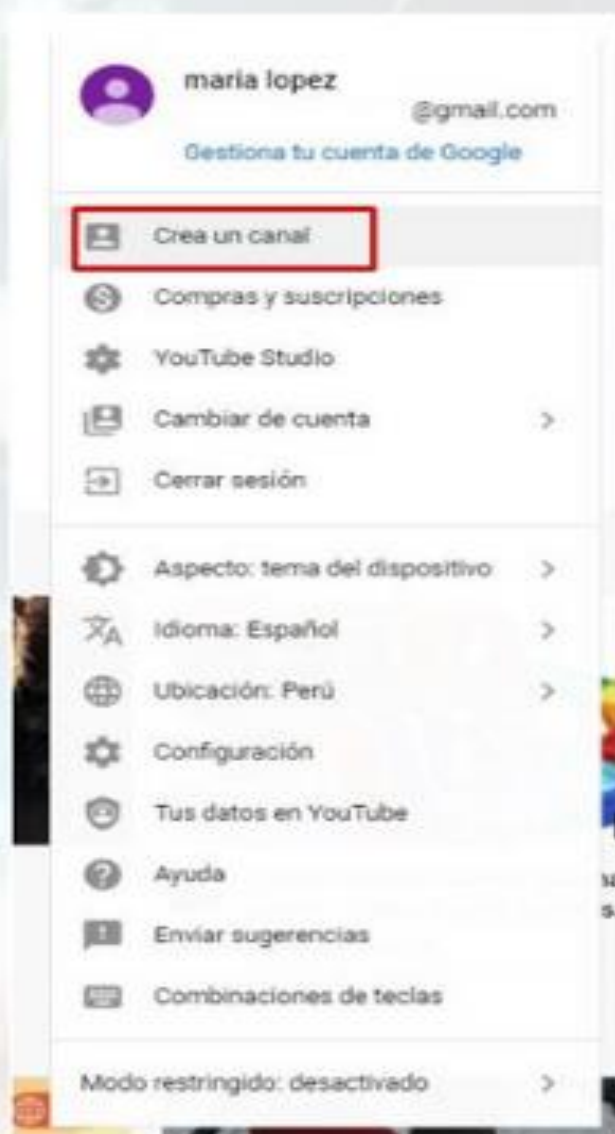 maria lopez
@gmail.com
Gestiona tu cuenta de Google
Crea un canal
Compras y suscripciones
YouTube Studio
Cambiar de cuenta
Cerrar sesión
Aspecto: tema del dispositivo
Idioma: Español
Ubicación: Perú
Configuración
Tus datos en YouTube
Ayuda
Enviar sugerencias
Combinaciones de teclas
Modo restringido: desactivado